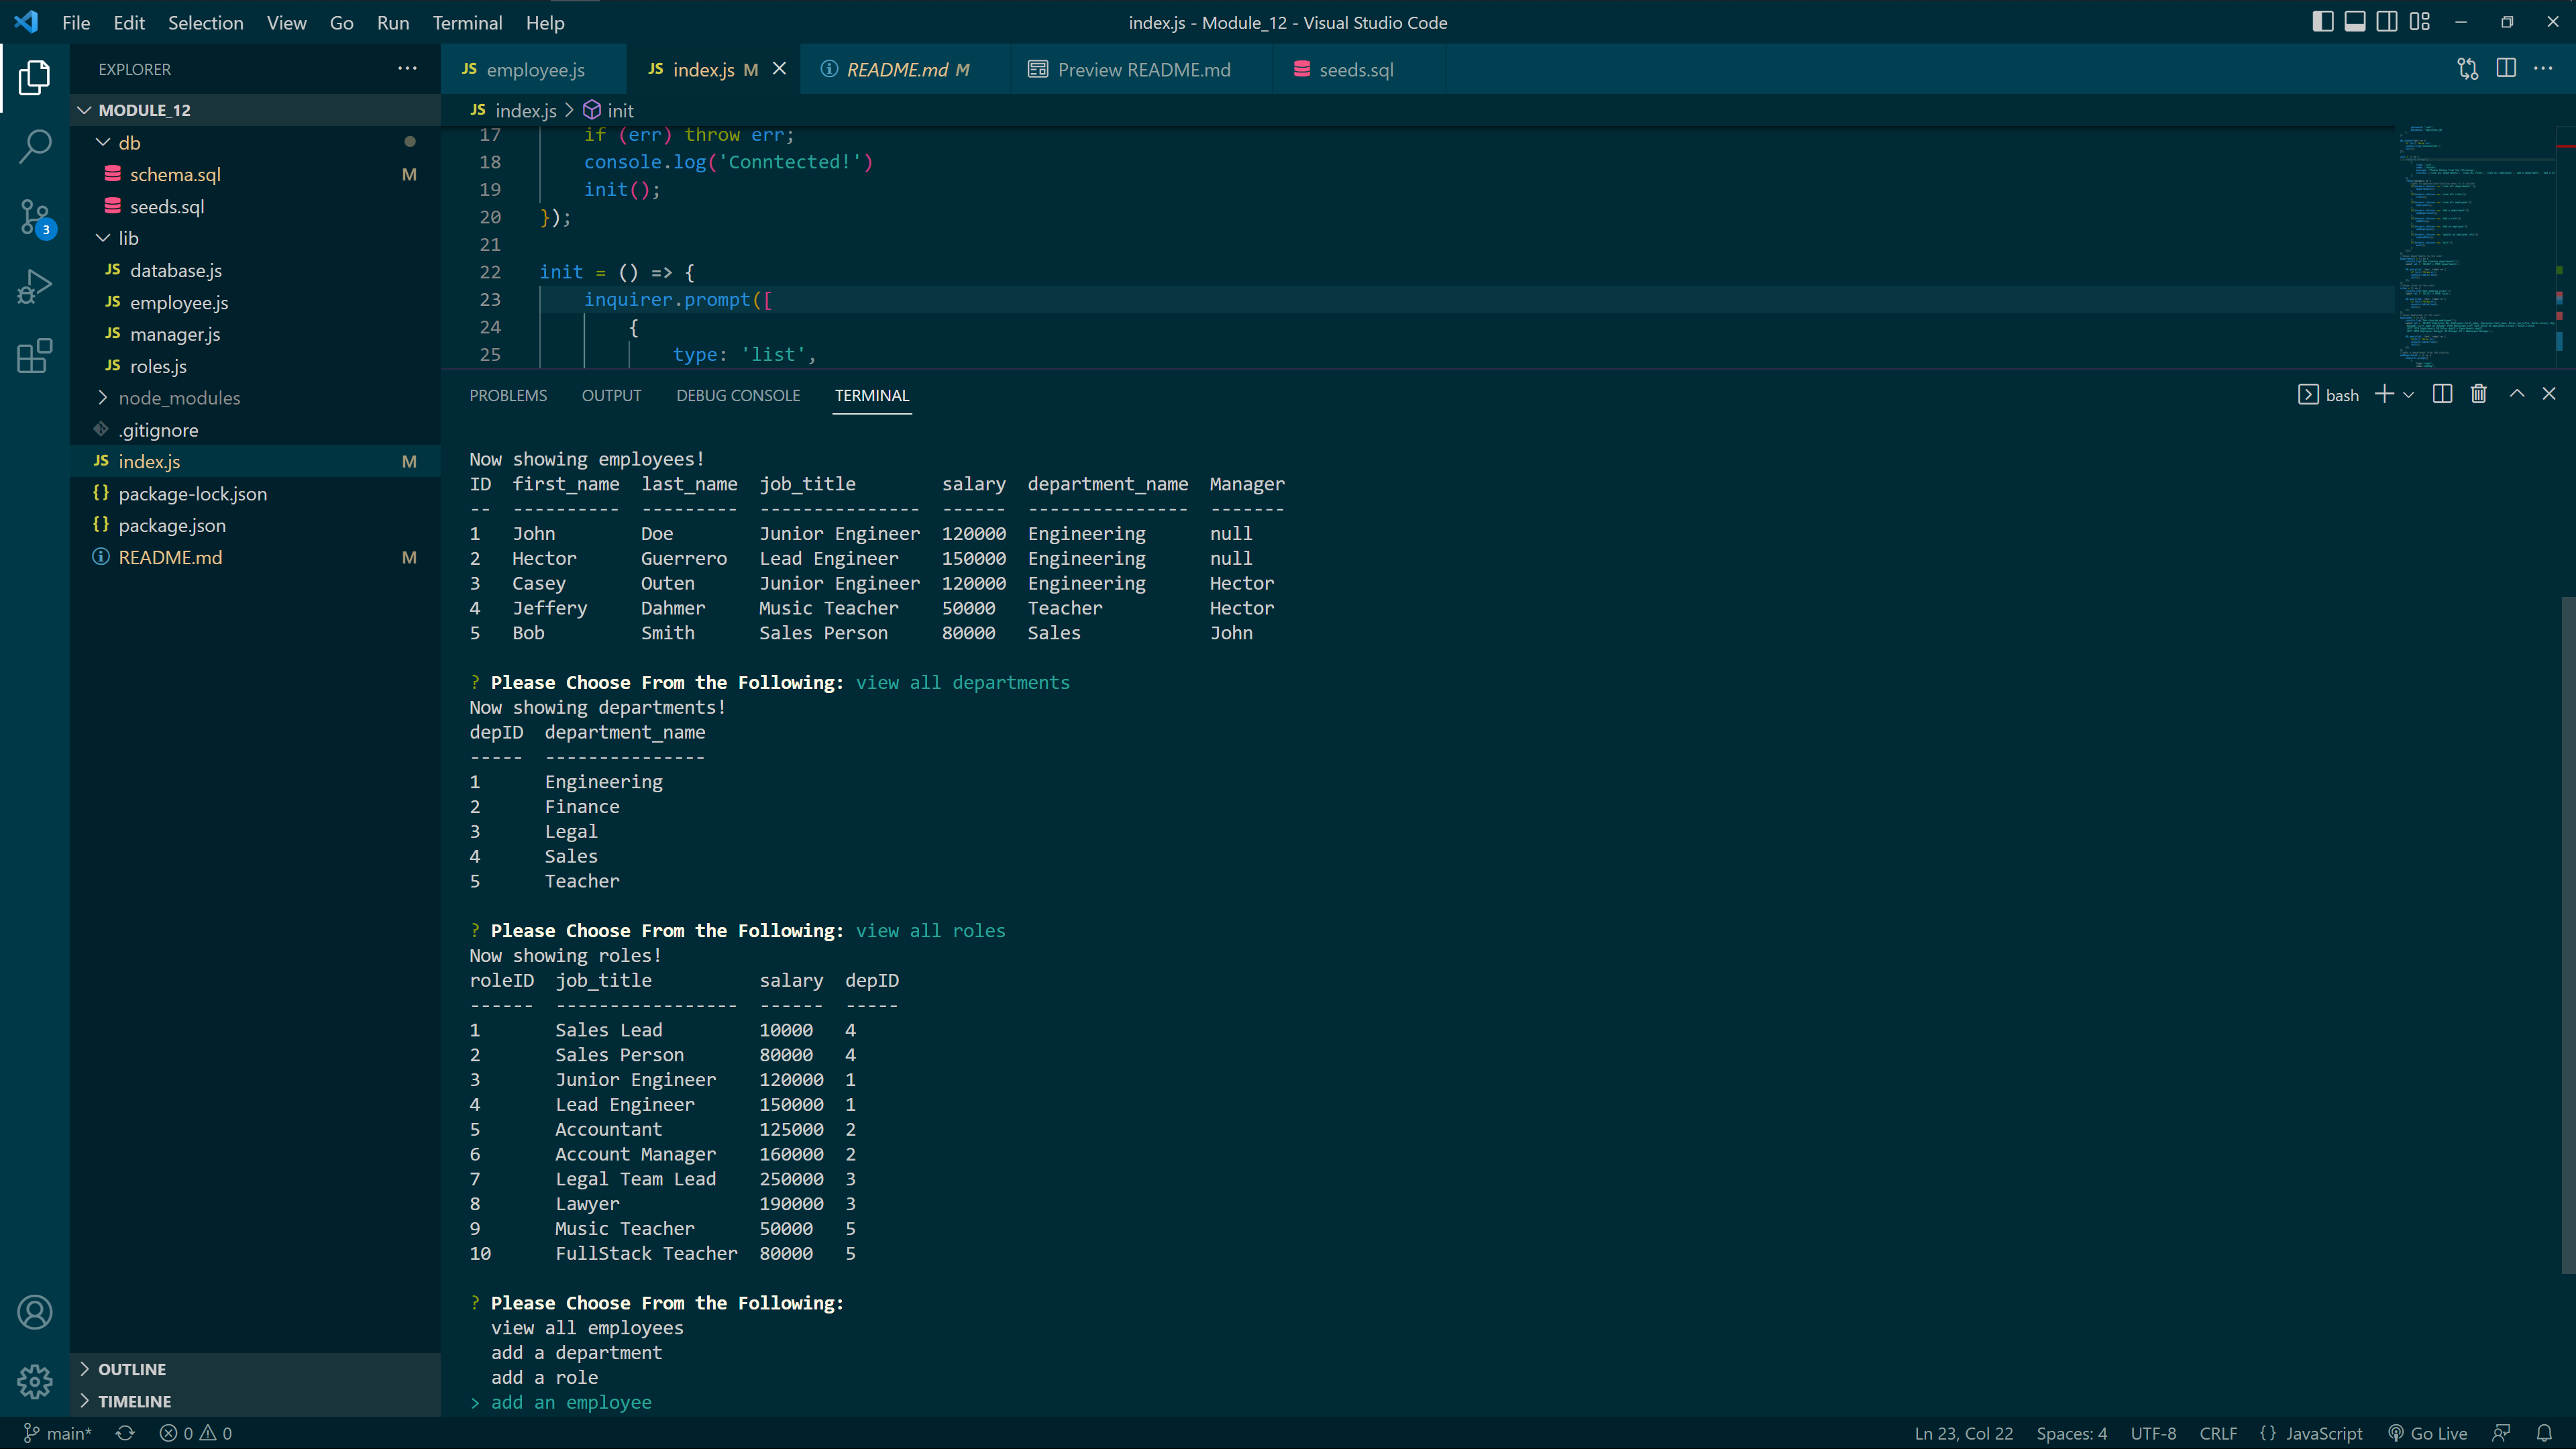 File Edit Selection View Go Run Terminal Help
index.js - Module_12 - Visual Studio Code
EXPLORER
MODULE_12
db
schema.sql M
seeds.sql
lib
database.js
employee.js
manager.js
roles.js
node_modules
.gitignore
index.js M
package-lock.json
package.json
README.md M
OUTLINE
TIMELINE
3
JS employee.js
JS index.js M
README.md M
Preview README.md
seeds.sql
JS index.js > init
17 if (err) throw err;
18 console.log('Conntected!')
19 init();
20 });
21
22 init = () => {
23 inquirer.prompt([
24 {
25 type: 'list',
PROBLEMS OUTPUT DEBUG CONSOLE TERMINAL
bash
Now showing employees!
ID first_name last_name job_title salary department_name Manager
-- ---------- --------- --------------- ------ --------------- -------
1 John Doe Junior Engineer 120000 Engineering null
2 Hector Guerrero Lead Engineer 150000 Engineering null
3 Casey Outen Junior Engineer 120000 Engineering Hector
4 Jeffery Dahmer Music Teacher 50000 Teacher Hector
5 Bob Smith Sales Person 80000 Sales John
? Please Choose From the Following: view all departments
Now showing departments!
depID department_name
----- ---------------
1 Engineering
2 Finance
3 Legal
4 Sales
5 Teacher
? Please Choose From the Following: view all roles
Now showing roles!
roleID job_title salary depID
------ ----------------- ------ -----
1 Sales Lead 10000 4
2 Sales Person 80000 4
3 Junior Engineer 120000 1
4 Lead Engineer 150000 1
5 Accountant 125000 2
6 Account Manager 160000 2
7 Legal Team Lead 250000 3
8 Lawyer 190000 3
9 Music Teacher 50000 5
10 FullStack Teacher 80000 5
? Please Choose From the Following:
view all employees
add a department
add a role
> add an employee
main* 0 0
Ln 23, Col 22 Spaces: 4 UTF-8 CRLF {} JavaScript Go Live